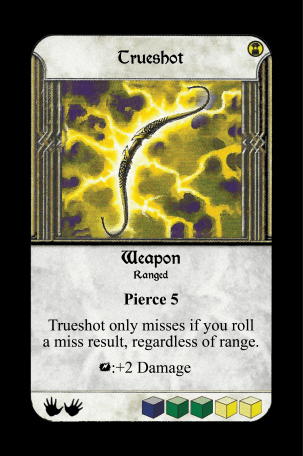 Trueshot
Weapon
Ranged
Pierce 5
Trueshot only misses if you roll
a miss result, regardless of range.
:+2 Damage